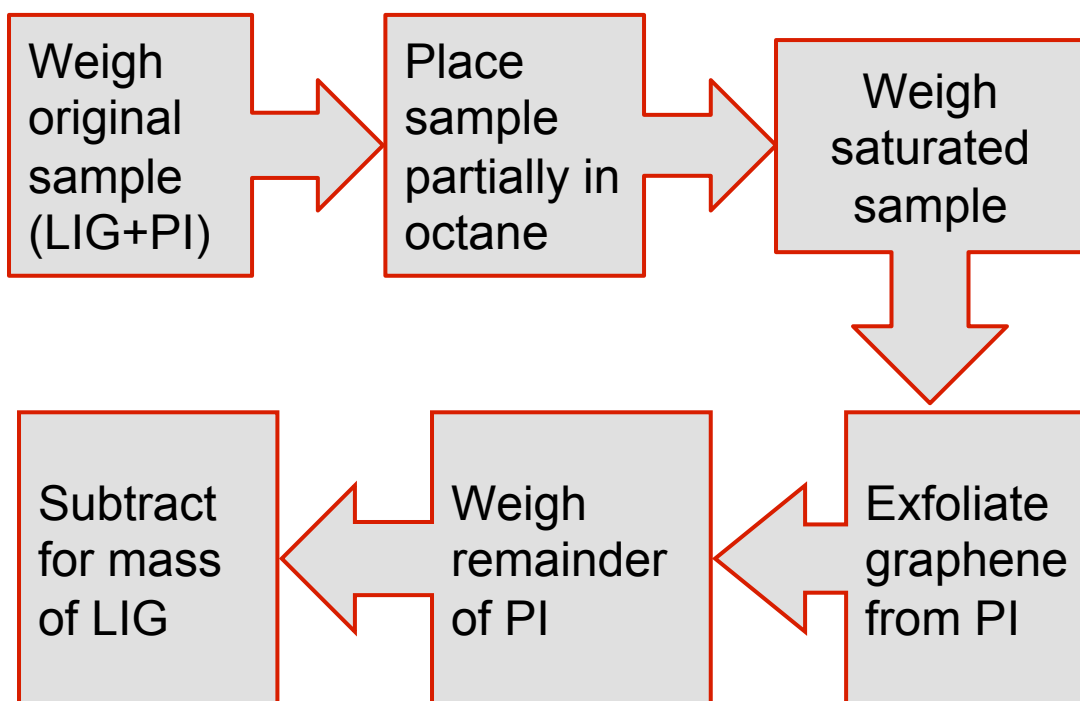 Weigh
original
sample
(LIG+PI)
Place
sample
partially in
octane
Weigh
saturated
sample
Exfoliate
graphene
from PI
Weigh
remainder
of PI
Subtract
for mass
of LIG